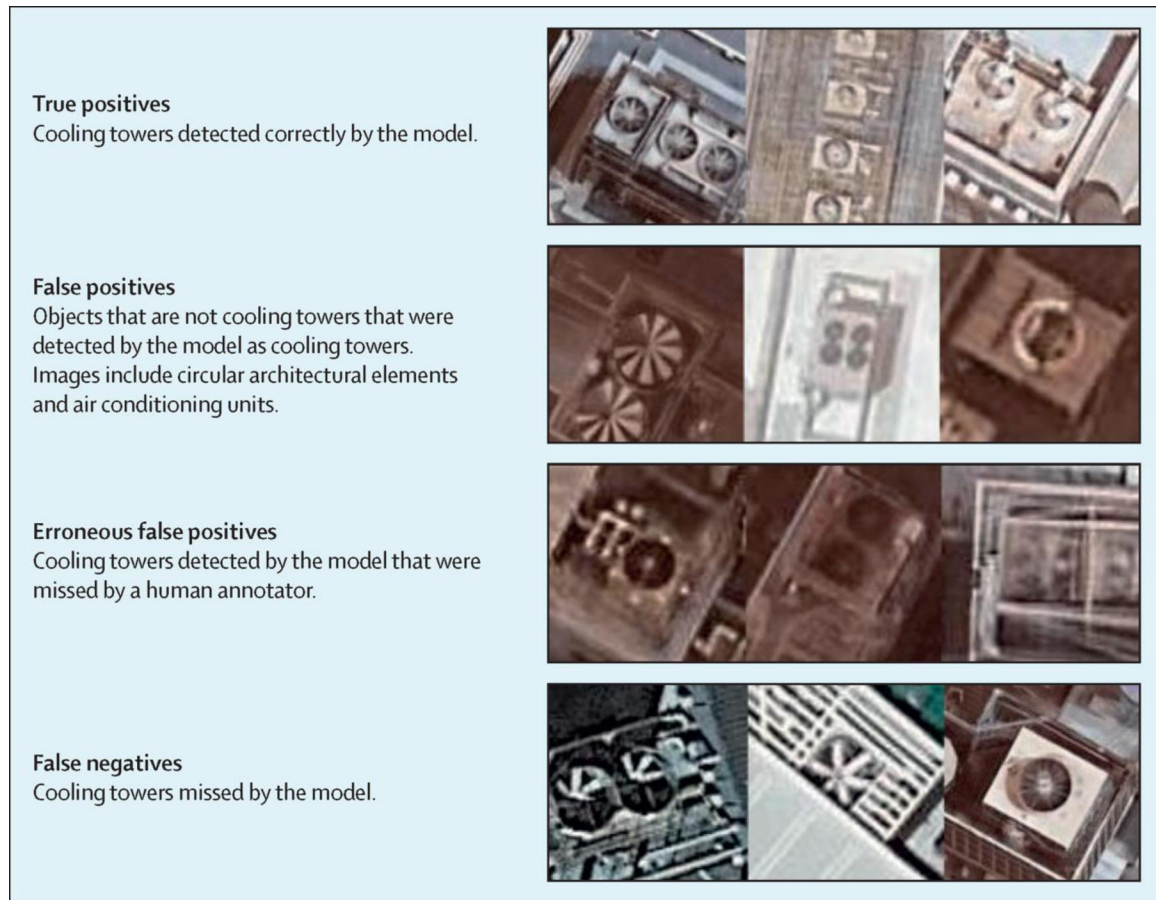 True positives
Cooling towers detected correctly by the model.
False positives
Objects that are not cooling towers that were
detected by the model as cooling towers.
Images include circular architectural elements
and air conditioning units.
Erroneous false positives
Cooling towers detected by the model that were
missed by a human annotator.
False negatives
Cooling towers missed by the model.